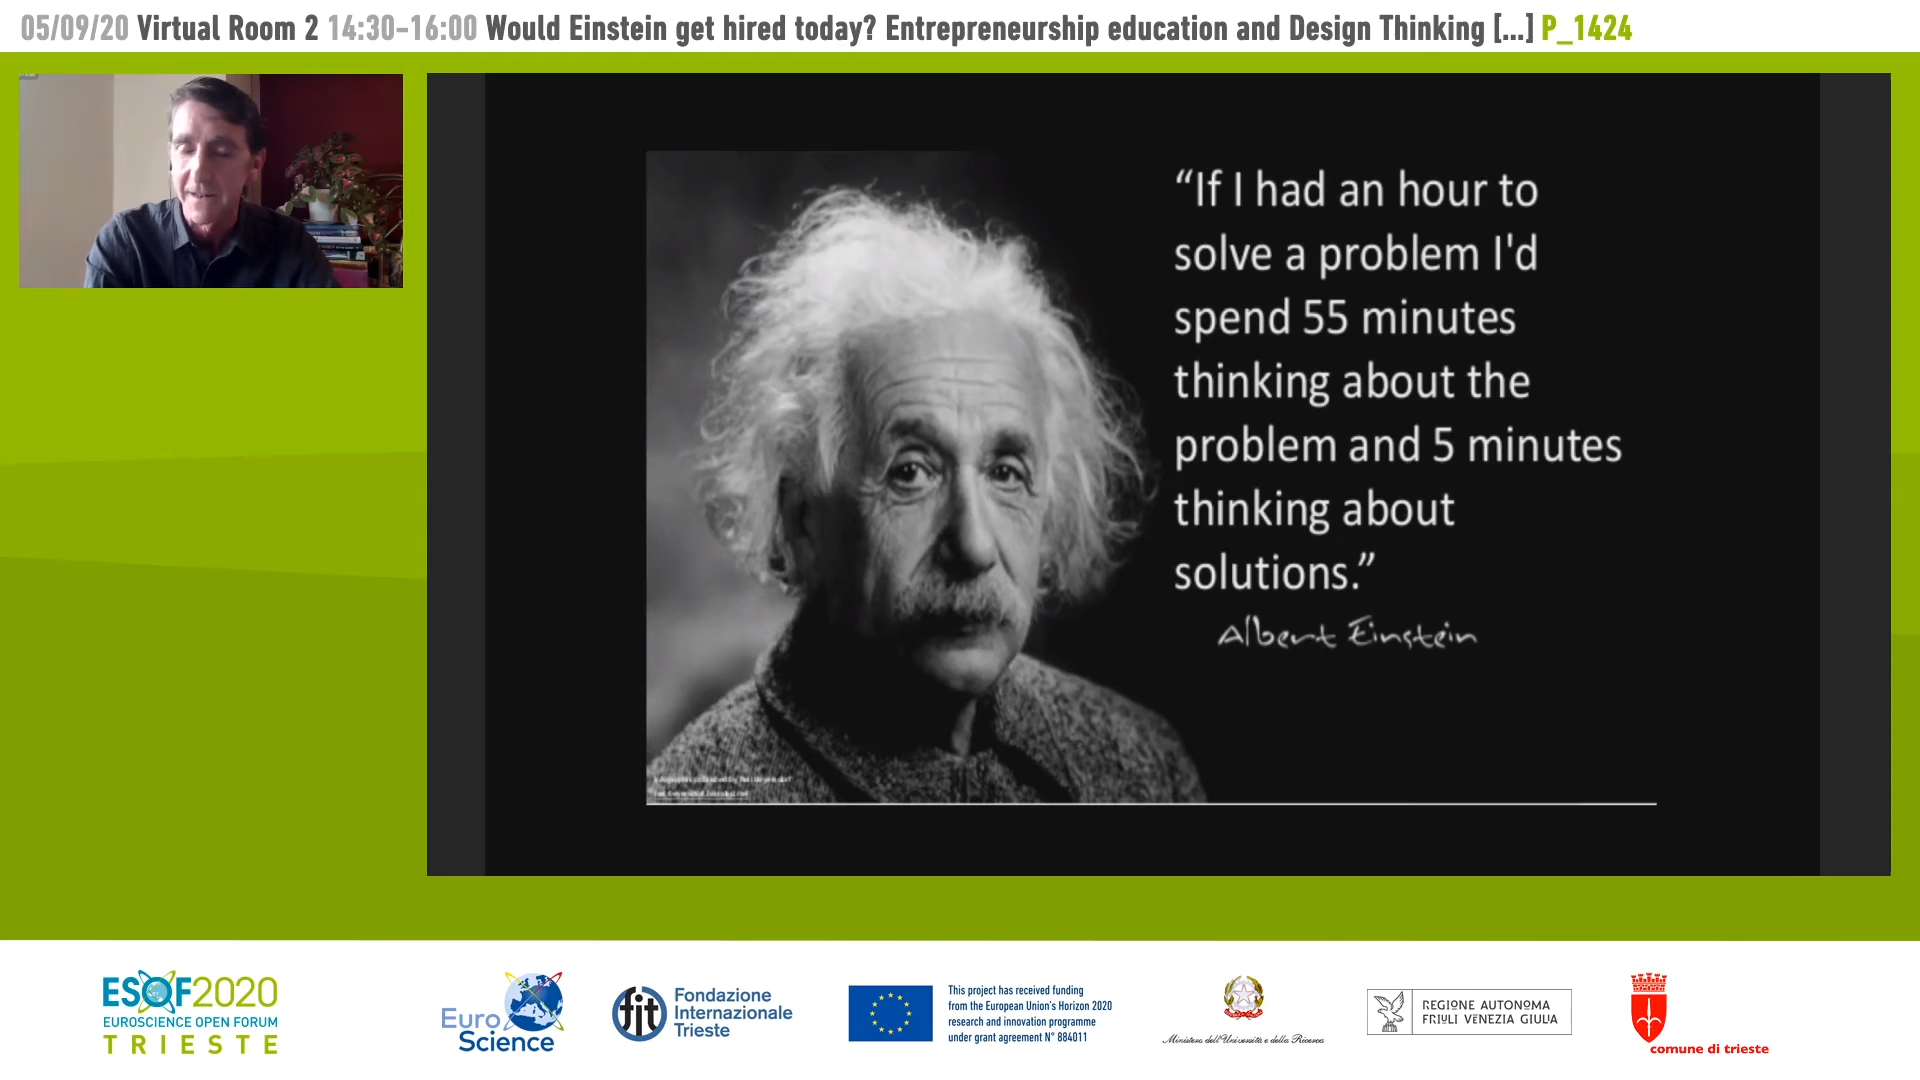 05/09/20 Virtual Room 2 14:30-16:00 Would Einstein get hired today? Entrepreneurship education and Design Thinking [...] P_1424
“If I had an hour to
solve a problem I'd
spend 55 minutes
thinking about the
problem and 5 minutes
thinking about
solutions.”
Albert Einstein
ESOF2020
EUROSCIENCE OPEN FORUM
TRIESTE
Euro
Science
fit
Fondazione
Internazionale
Trieste
This project has received funding
from the European Union's Horizon 2020
research and innovation programme
under grant agreement N° 884011
Ministero dell'Università e della Ricerca
REGIONE AUTONOMA
FRIULI VENEZIA GIULIA
comune di trieste